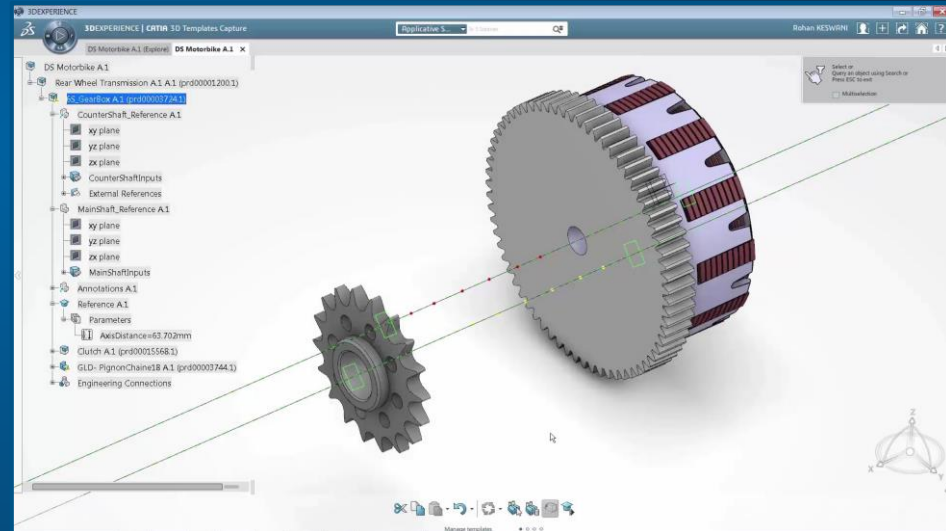 3DEXPERIENCE
3DEXPERIENCE | CATIA 3D Templates Capture
Applicative S...
Rohan KESWANI
DS Motorbike A.1 (Explore)
DS Motorbike A.1
DS Motorbike A.1
Rear Wheel Transmission A.1 A.1 (prd00001200.1)
6S_GearBox A.1 (prd00003724.1)
CounterShaft_Reference A.1
xy plane
yz plane
zx plane
CounterShaftInputs
External References
MainShaft_Reference A.1
xy plane
yz plane
zx plane
MainShaftInputs
Annotations A.1
Reference A.1
Parameters
AxisDistance=63.702mm
Clutch A.1 (prd00015568.1)
GLD- PignonChaine18 A.1 (prd00003744.1)
Engineering Connections
Select or
Query an object using Search or
Press ESC to exit
Multiselection
Z
X
Y
Manage templates